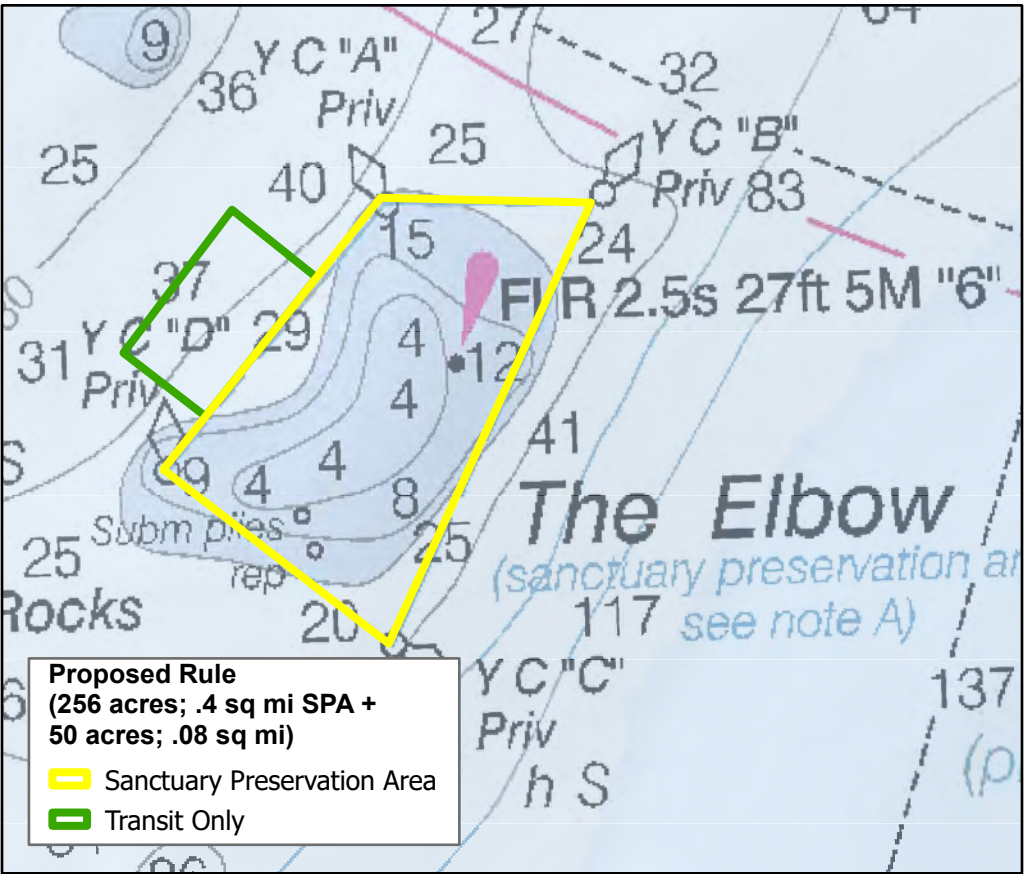 27
9
Y C "A"
36
Priv
32
25
25
Y C "B"
40
Priv 83
15
24
37
Fl R 2.5s 27ft 5M "6"
Y C "D"
29
31
4
12
Priv
4
41
9
4
4
8
The Elbow
Subm piles
25
25
(sanctuary preservation ar
rep
Rocks
20
117
see note A)
Y C "C"
137
Priv
(p
h S
Proposed Rule
(256 acres; .4 sq mi SPA +
50 acres; .08 sq mi)
Sanctuary Preservation Area
Transit Only